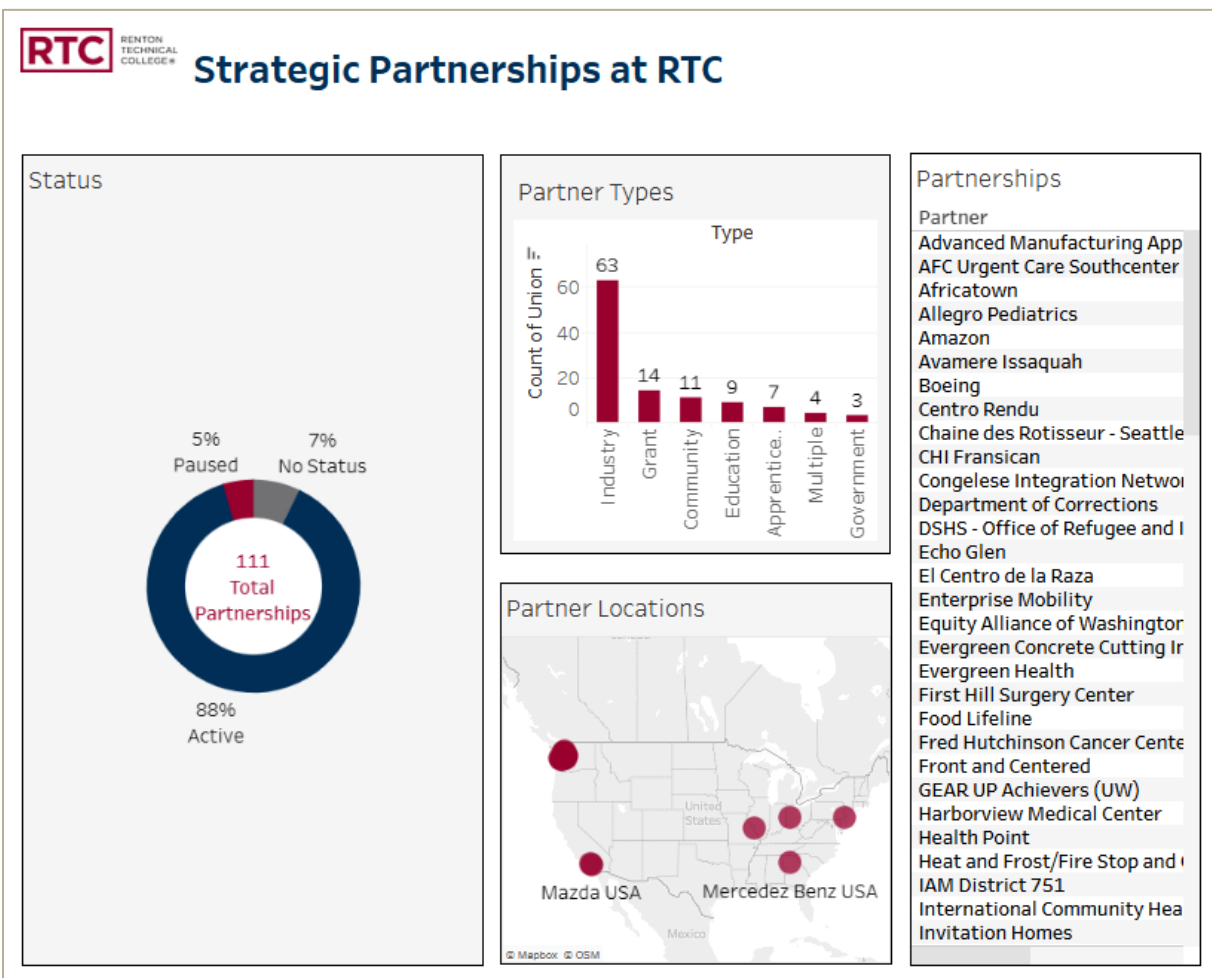 RTC
RENTON
TECHNICAL
COLLEGE®
Strategic Partnerships at RTC
Status
5%
Paused
7%
No Status
111
Total
Partnerships
88%
Active
Partner Types
Type
Count of Union
63
14
11
9
7
4
3
60
40
20
0
Industry
Grant
Community
Education
Apprentice..
Multiple
Government
Partner Locations
United
States
Mazda USA
Mercedez Benz USA
Mexico
© Mapbox © OSM
Partnerships
Partner
Advanced Manufacturing App
AFC Urgent Care Southcenter
Africatown
Allegro Pediatrics
Amazon
Avamere Issaquah
Boeing
Centro Rendu
Chaine des Rotisseur - Seattle
CHI Fransican
Congelese Integration Networ
Department of Corrections
DSHS - Office of Refugee and I
Echo Glen
El Centro de la Raza
Enterprise Mobility
Equity Alliance of Washington
Evergreen Concrete Cutting In
Evergreen Health
First Hill Surgery Center
Food Lifeline
Fred Hutchinson Cancer Cente
Front and Centered
GEAR UP Achievers (UW)
Harborview Medical Center
Health Point
Heat and Frost/Fire Stop and
IAM District 751
International Community Hea
Invitation Homes